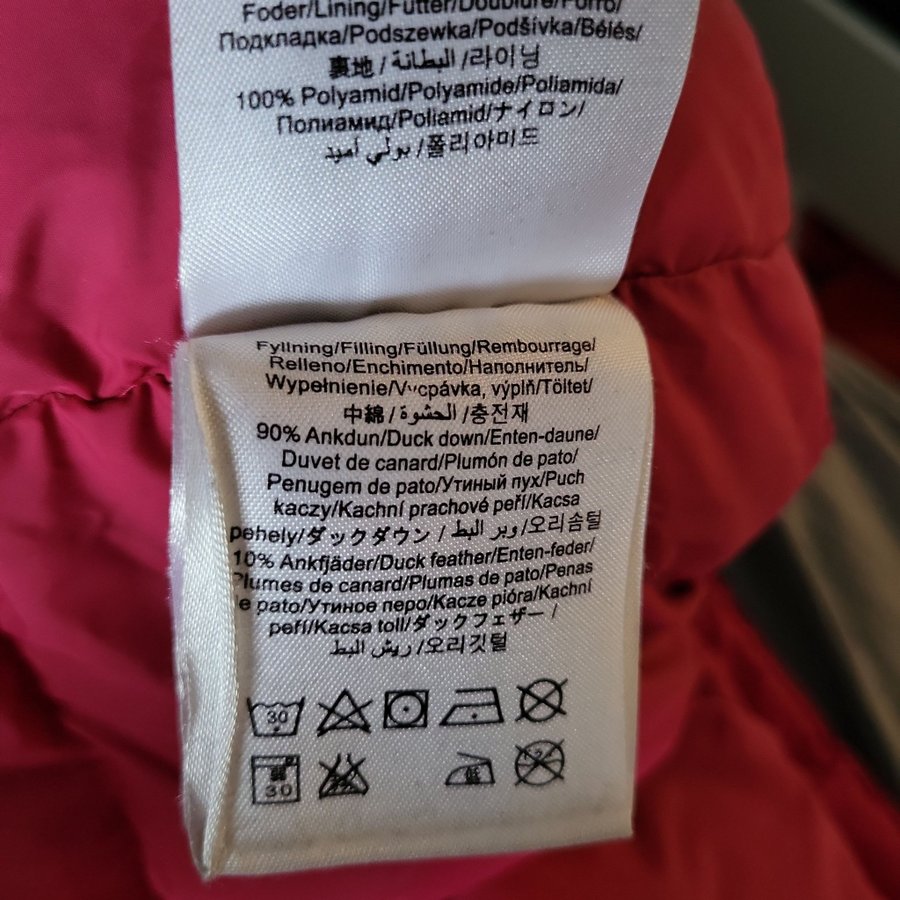 Foder/Lining/Futter/Doublure/Forro/
Подкладка/Podszewka/Podšívka/Bélés/
裏地/البطانة/라이닝
100% Polyamid/Polyamide/Poliamida/
Полиамид/Poliamid/ナイロン/
بولي أميد/폴리아미드
Fyllning/Filling/Füllung/Rembourrage/
Relleno/Enchimento/Наполнитель/
Wypełnienie/Vycpávka, výplň/Töltet/
中綿/الحشوة/충전재
90% Ankdun/Duck down/Enten-daune/
Duvet de canard/Plumón de pato/
Penugem de pato/Утиный пух/Puch
kaczy/Kachní prachové peří/Kacsa
pehely/ダックダウン/وبر البط/오리솜털
10% Ankfjäder/Duck feather/Enten-feder/
Plumes de canard/Plumas de pato/Penas
de pato/Утиное перо/Kacze pióra/Kachní
peří/Kacsa toll/ダックフェザー/
ريش البط/오리깃털
30
30 低